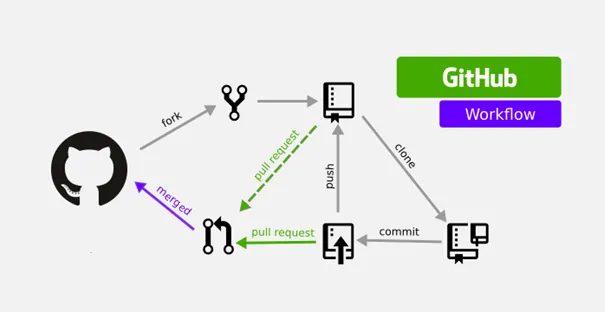 GitHub
Workflow
fork
clone
pull request
push
merged
pull request
commit